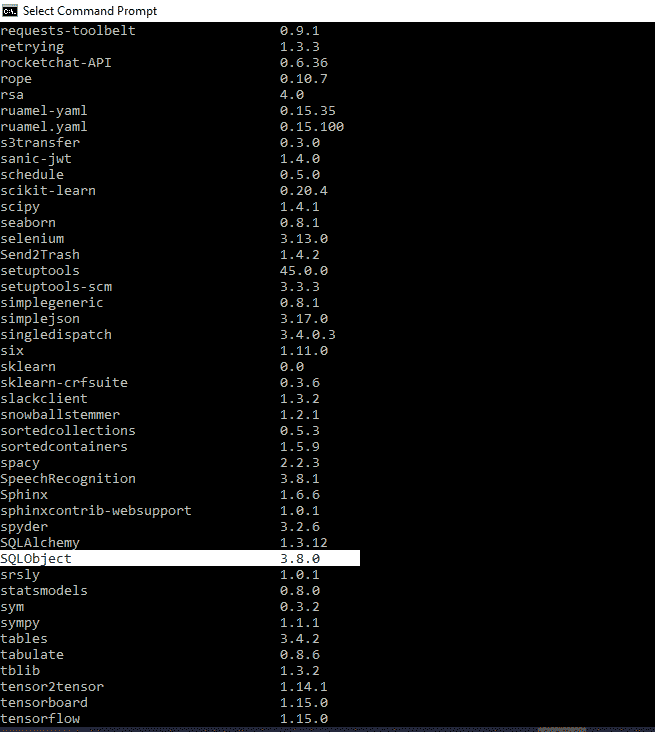 Select Command Prompt
requests-toolbelt 0.9.1
retrying 1.3.3
rocketchat-API 0.6.36
rope 0.10.7
rsa 4.0
ruamel-yaml 0.15.35
ruamel.yaml 0.15.100
s3transfer 0.3.0
sanic-jwt 1.4.0
schedule 0.5.0
scikit-learn 0.20.4
scipy 1.4.1
seaborn 0.8.1
selenium 3.13.0
Send2Trash 1.4.2
setuptools 45.0.0
setuptools-scm 3.3.3
simplegeneric 0.8.1
simplejson 3.17.0
singledispatch 3.4.0.3
six 1.11.0
sklearn 0.0
sklearn-crfsuite 0.3.6
slackclient 1.3.2
snowballstemmer 1.2.1
sortedcollections 0.5.3
sortedcontainers 1.5.9
spacy 2.2.3
SpeechRecognition 3.8.1
Sphinx 1.6.6
sphinxcontrib-websupport 1.0.1
spyder 3.2.6
SQLAlchemy 1.3.12
SQLObject 3.8.0
srsly 1.0.1
statsmodels 0.8.0
sym 0.3.2
sympy 1.1.1
tables 3.4.2
tabulate 0.8.6
tblib 1.3.2
tensor2tensor 1.14.1
tensorboard 1.15.0
tensorflow 1.15.0